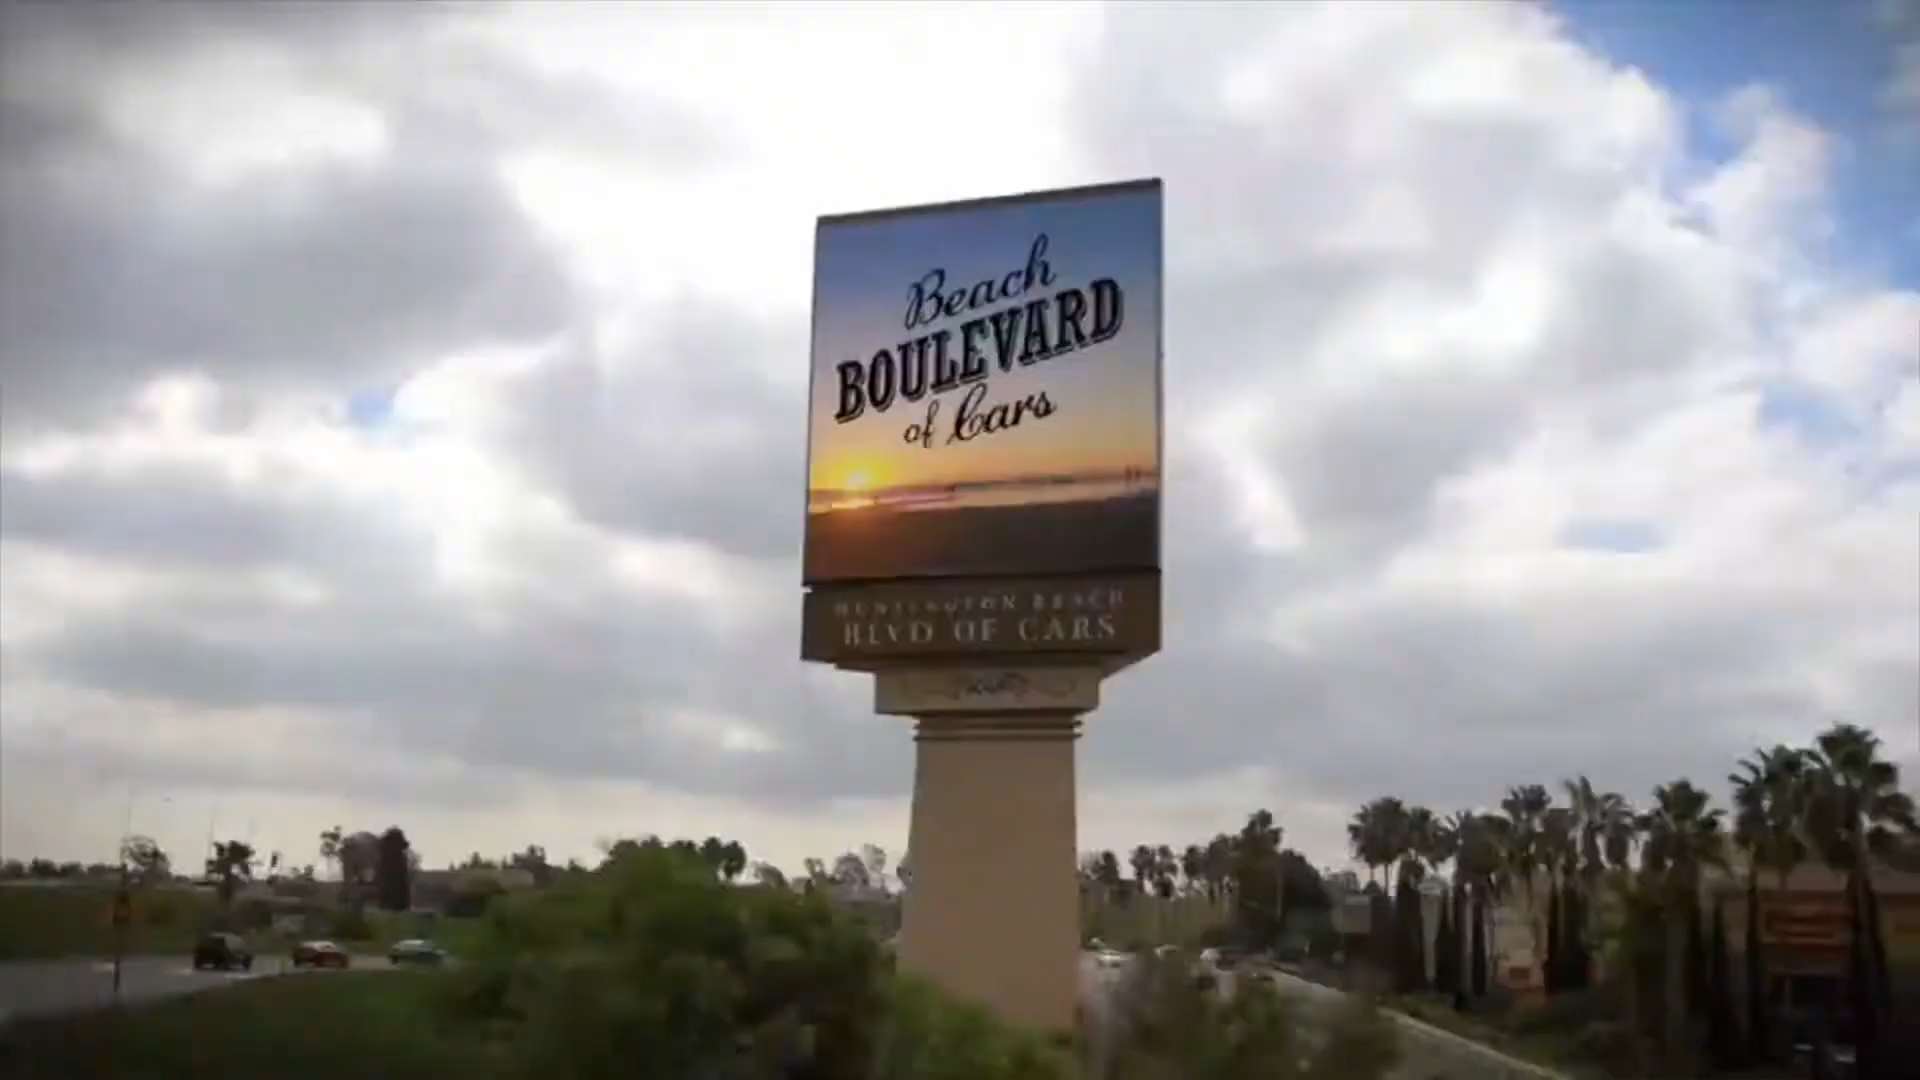 Beach
BOULEVARD
of Cars
HUNTINGTON BEACH
BLVD OF CARS